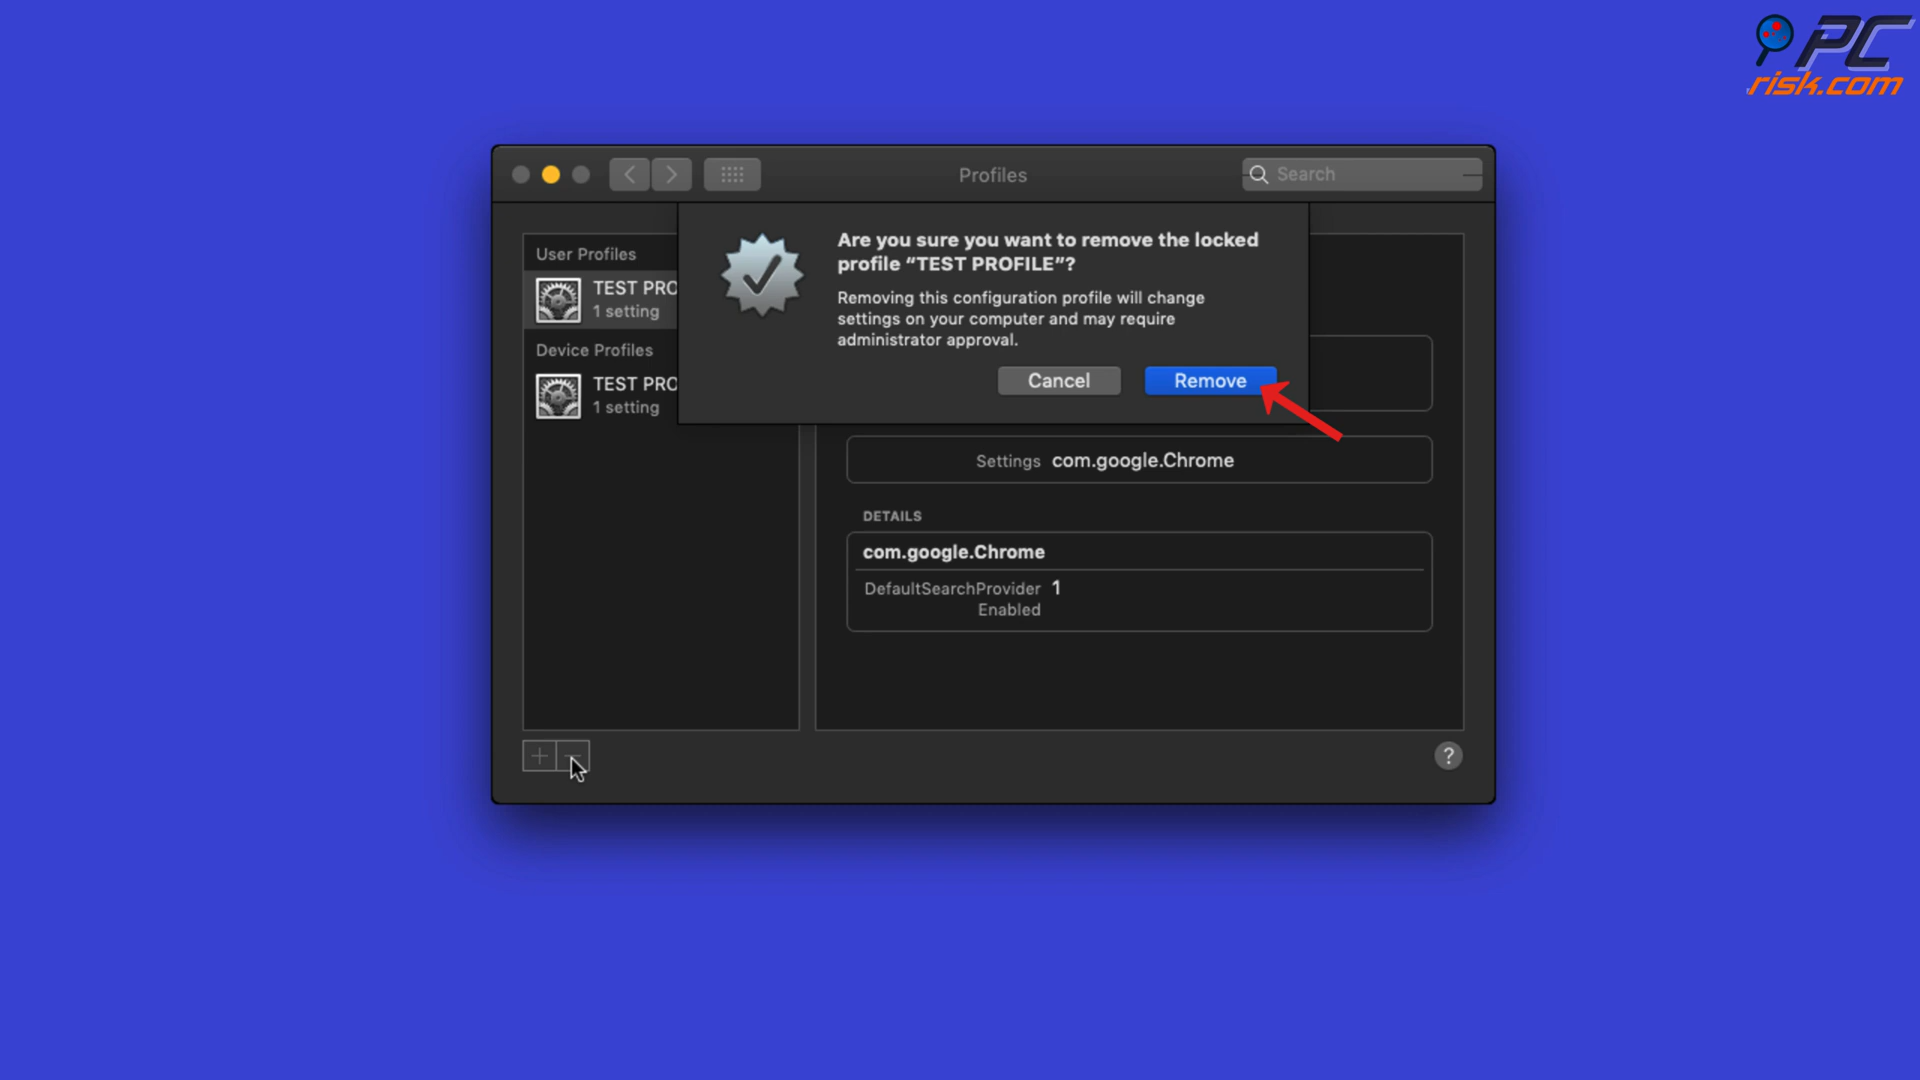 PC
risk.com
Profiles
Search
Are you sure you want to remove the locked
profile “TEST PROFILE”?
Removing this configuration profile will change
settings on your computer and may require
administrator approval.
Cancel
Remove
User Profiles
TEST PRO
1 setting
Device Profiles
TEST PRO
1 setting
Settings com.google.Chrome
DETAILS
com.google.Chrome
DefaultSearchProvider 1
Enabled
?